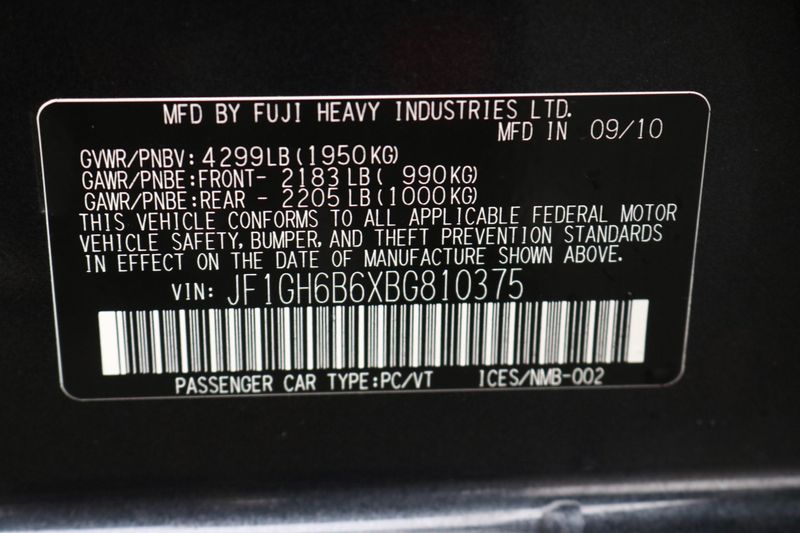 MFD BY FUJI HEAVY INDUSTRIES LTD.
MFD IN 09/10
GVWR/PNBV: 4299LB(1950KG)
GAWR/PNBE:FRONT- 2183LB( 990KG)
GAWR/PNBE:REAR - 2205LB(1000KG)
THIS VEHICLE CONFORMS TO ALL APPLICABLE FEDERAL MOTOR
VEHICLE SAFETY, BUMPER, AND THEFT PREVENTION STANDARDS
IN EFFECT ON THE DATE OF MANUFACTURE SHOWN ABOVE.
VIN: JF1GH6B6XBG810375
PASSENGER CAR TYPE:PC/VT ICES/NMB-002